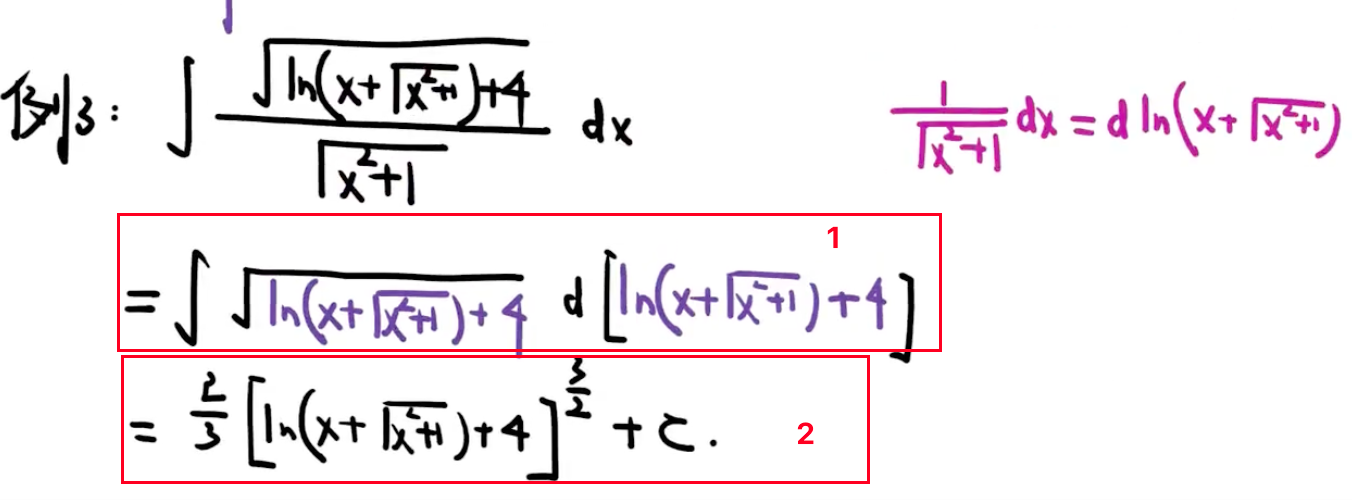 例3: ∫ √(ln(x+√(x²+1))+4) / √(x²+1) dx
1/√(x²+1) dx = d ln(x+√(x²+1))
= ∫ √(ln(x+√(x²+1))+4) d[ln(x+√(x²+1))+4] 1
= 2/3 [ln(x+√(x²+1))+4]^(3/2) + C. 2